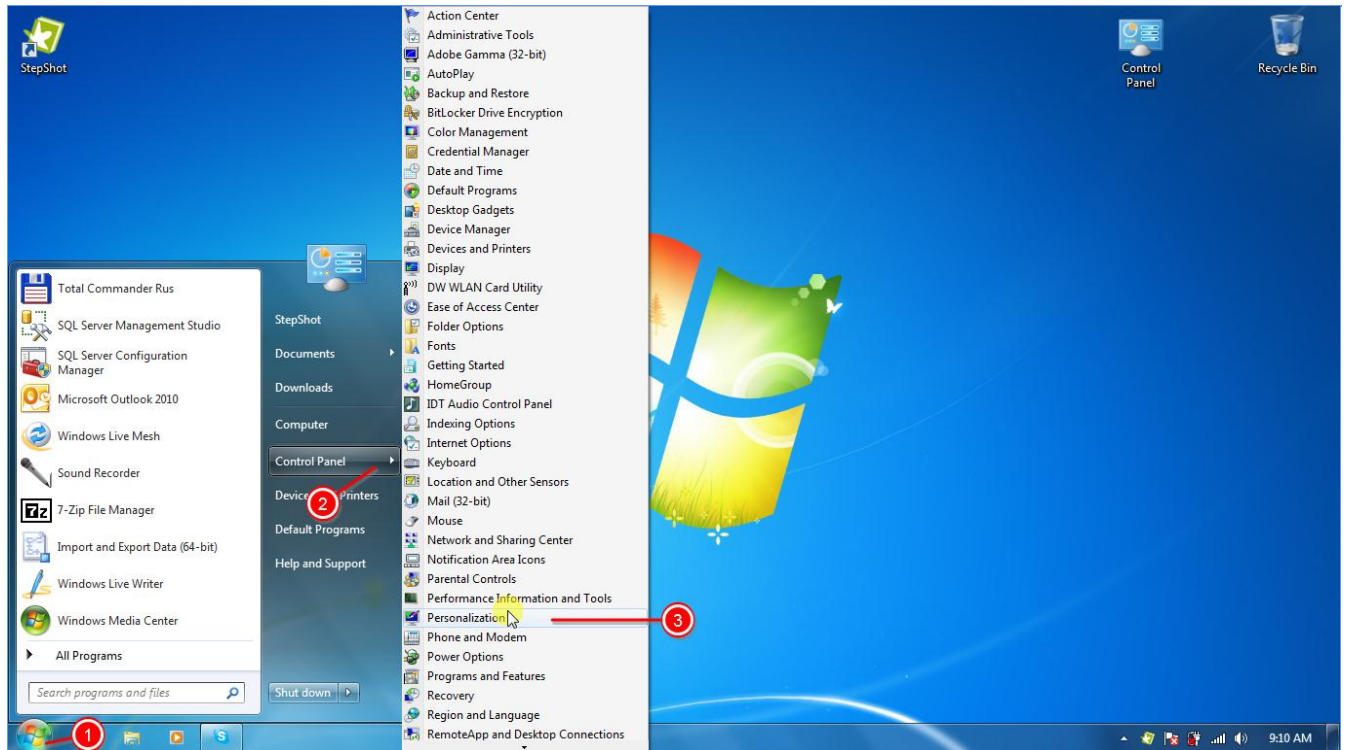 StepShot
Control
Panel
Recycle Bin
Total Commander Rus
SQL Server Management Studio
SQL Server Configuration
Manager
Microsoft Outlook 2010
Windows Live Mesh
Sound Recorder
7z
7-Zip File Manager
Import and Export Data (64-bit)
Windows Live Writer
Windows Media Center
All Programs
Search programs and files
StepShot
Documents
Downloads
Computer
Control Panel
2
Printers
Default Programs
Help and Support
Shut down
1
Action Center
Administrative Tools
Adobe Gamma (32-bit)
AutoPlay
Backup and Restore
BitLocker Drive Encryption
Color Management
Credential Manager
Date and Time
Default Programs
Desktop Gadgets
Device Manager
Devices and Printers
Display
DW WLAN Card Utility
Ease of Access Center
Folder Options
Fonts
Getting Started
HomeGroup
IDT Audio Control Panel
Indexing Options
Internet Options
Keyboard
Location and Other Sensors
Mail (32-bit)
Mouse
Network and Sharing Center
Notification Area Icons
Parental Controls
Performance Information and Tools
Personalization
3
Phone and Modem
Power Options
Programs and Features
Recovery
Region and Language
RemoteApp and Desktop Connections
9:10 AM